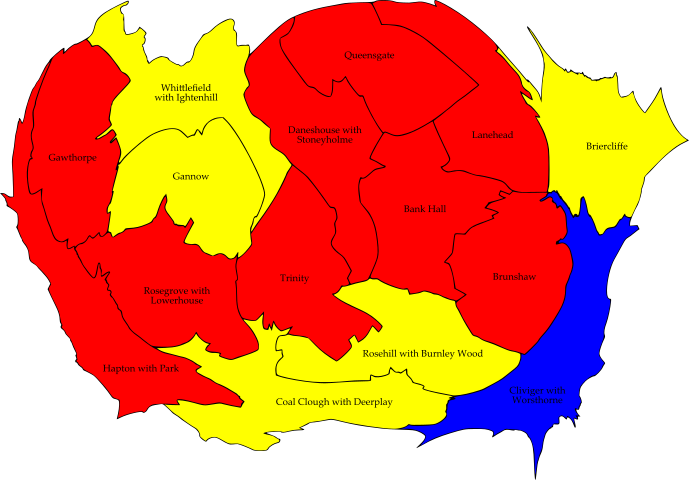 Queensgate
Whittlefield
with Ightenhill
Daneshouse with
Stoneyholme
Lanehead
Briercliffe
Gawthorpe
Gannow
Bank Hall
Trinity
Brunshaw
Rosegrove with
Lowerhouse
Rosehill with Burnley Wood
Hapton with Park
Cliviger with
Worsthorne
Coal Clough with Deerplay